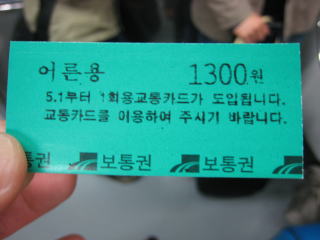 어른용 1300원
5.1부터 1회용교통카드가 도입됩니다.
교통카드를 이용하여 주시기 바랍니다.
통권 보통권 보통권